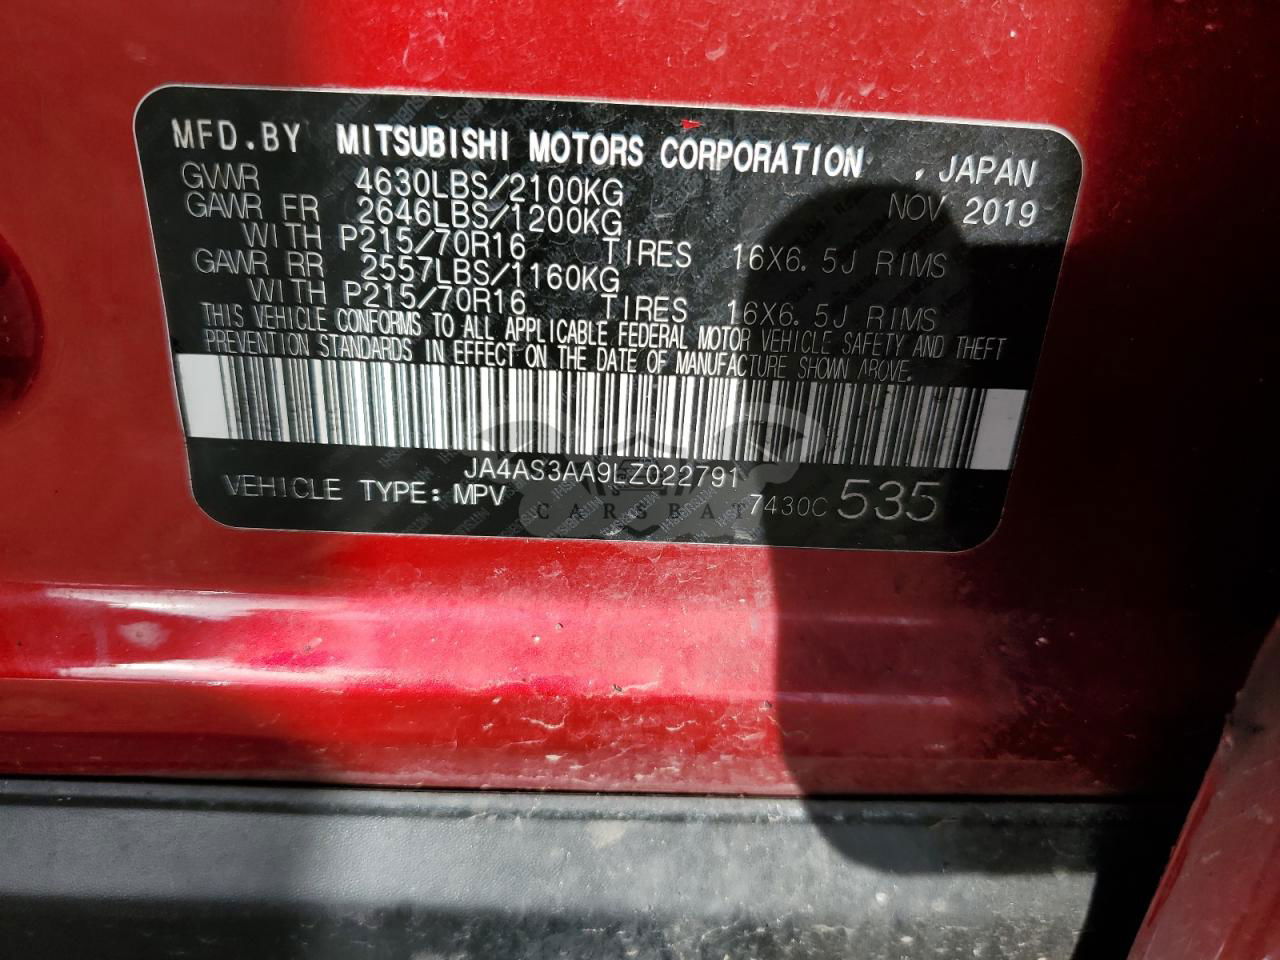 MFD.BY MITSUBISHI MOTORS CORPORATION , JAPAN
GVWR 4630LBS/2100KG NOV 2019
GAWR FR 2646LBS/1200KG
WITH P215/70R16 TIRES 16X6.5J RIMS
GAWR RR 2557LBS/1160KG
WITH P215/70R16 TIRES 16X6.5J RIMS
THIS VEHICLE CONFORMS TO ALL APPLICABLE FEDERAL MOTOR VEHICLE SAFETY AND THEFT
PREVENTION STANDARDS IN EFFECT ON THE DATE OF MANUFACTURE SHOWN ABOVE.
JA4AS3AA9LZ022791
VEHICLE TYPE: MPV 7430C 535
CARSBAT